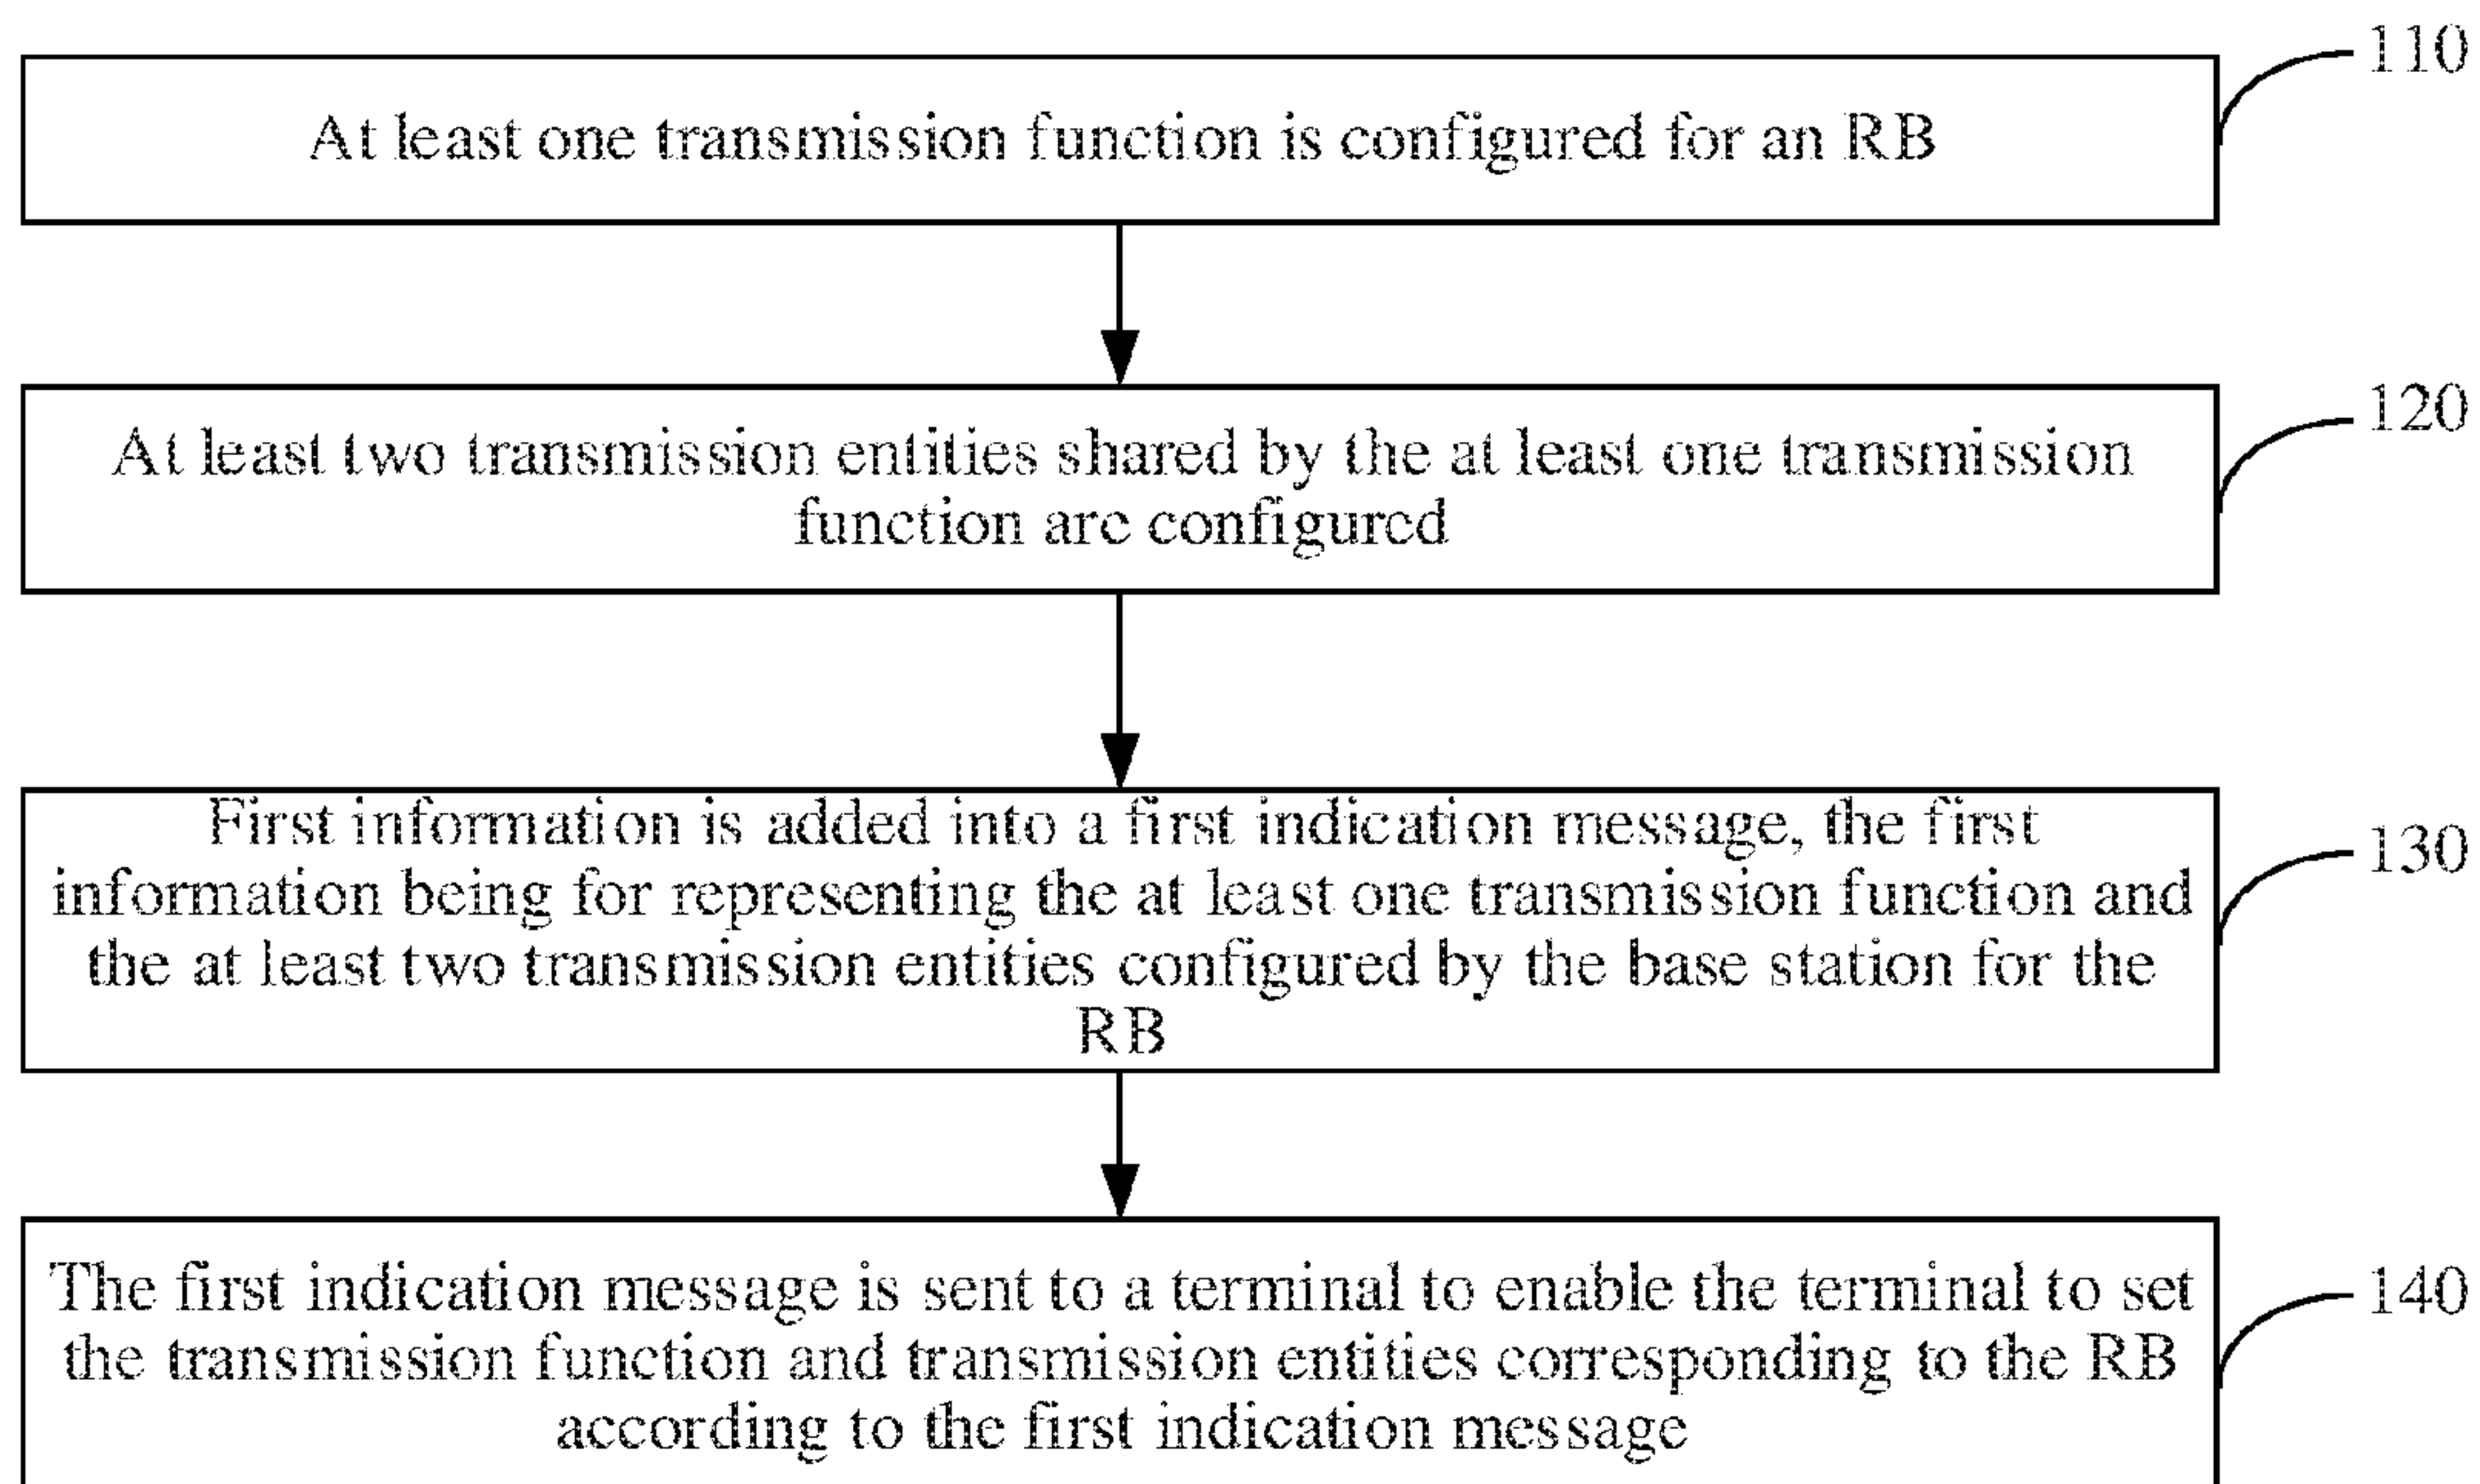 110
At least one transmission function is configured for an RB
120
At least two transmission entities shared by the at least one transmission
function are configured
First information is added into a first indication message, the first
130
information being for representing the at least one transmission function and
the at least two transmission entities configured by the base station for the
RB
The first indication message is sent to a terminal to enable the terminal to set
140
the transmission function and transmission entities corresponding to the RB
according to the first indication message